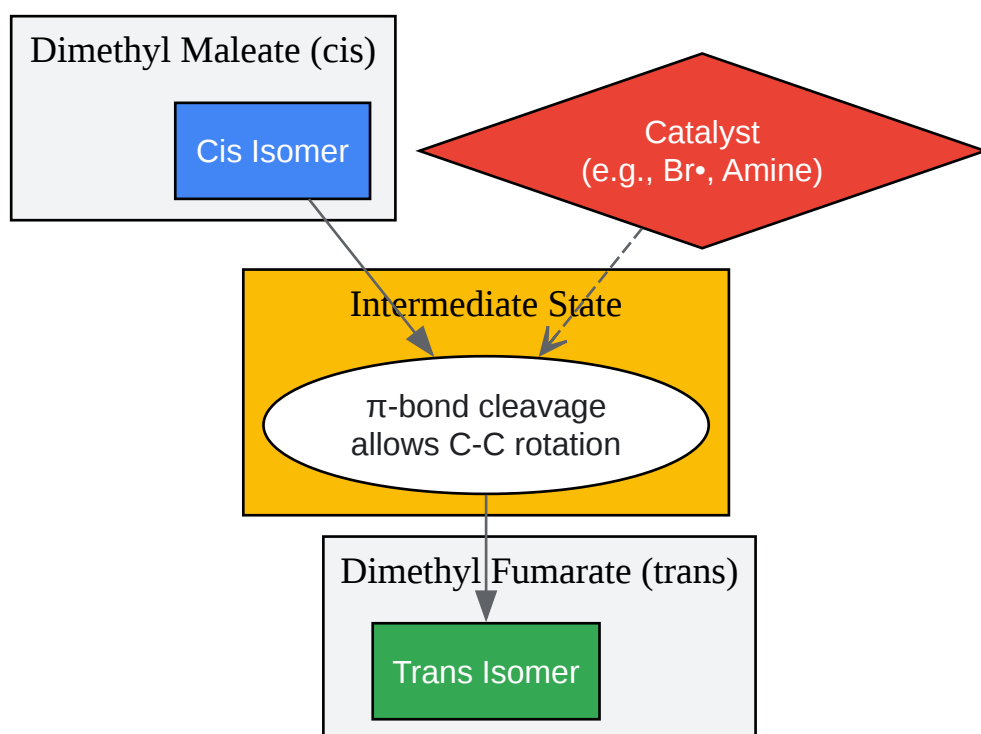 Dimethyl Maleate (cis)
Cis Isomer
Catalyst
(e.g., Br•, Amine)
Intermediate State
π-bond cleavage
allows C-C rotation
Dimethyl Fumarate (trans)
Trans Isomer